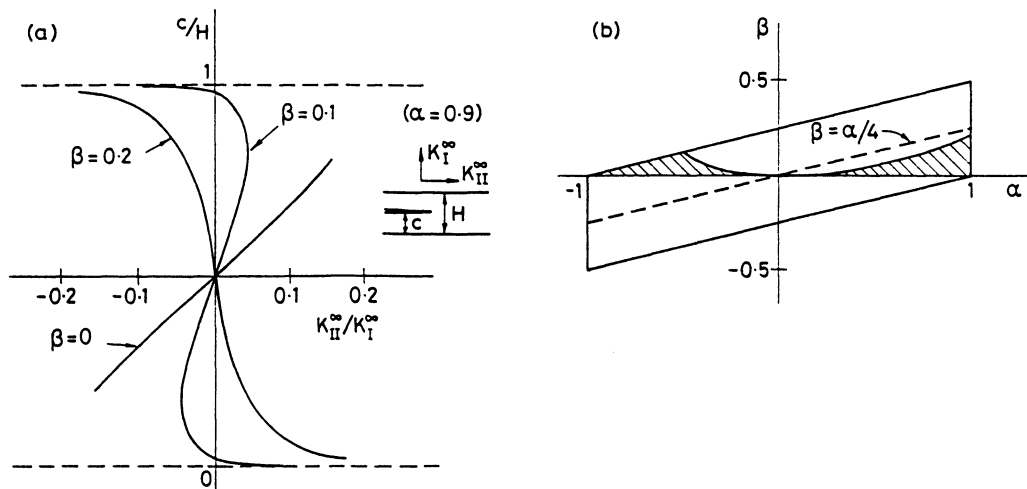 (a)
c/H
1
β=0·2
β=0·1
(α=0·9)
K_I^∞
K_II^∞
H
c
-0·2
-0·1
0·1
0·2
K_II^∞/K_I^∞
β=0
0
(b)
β
0·5
β=α/4
-1
1
α
-0·5